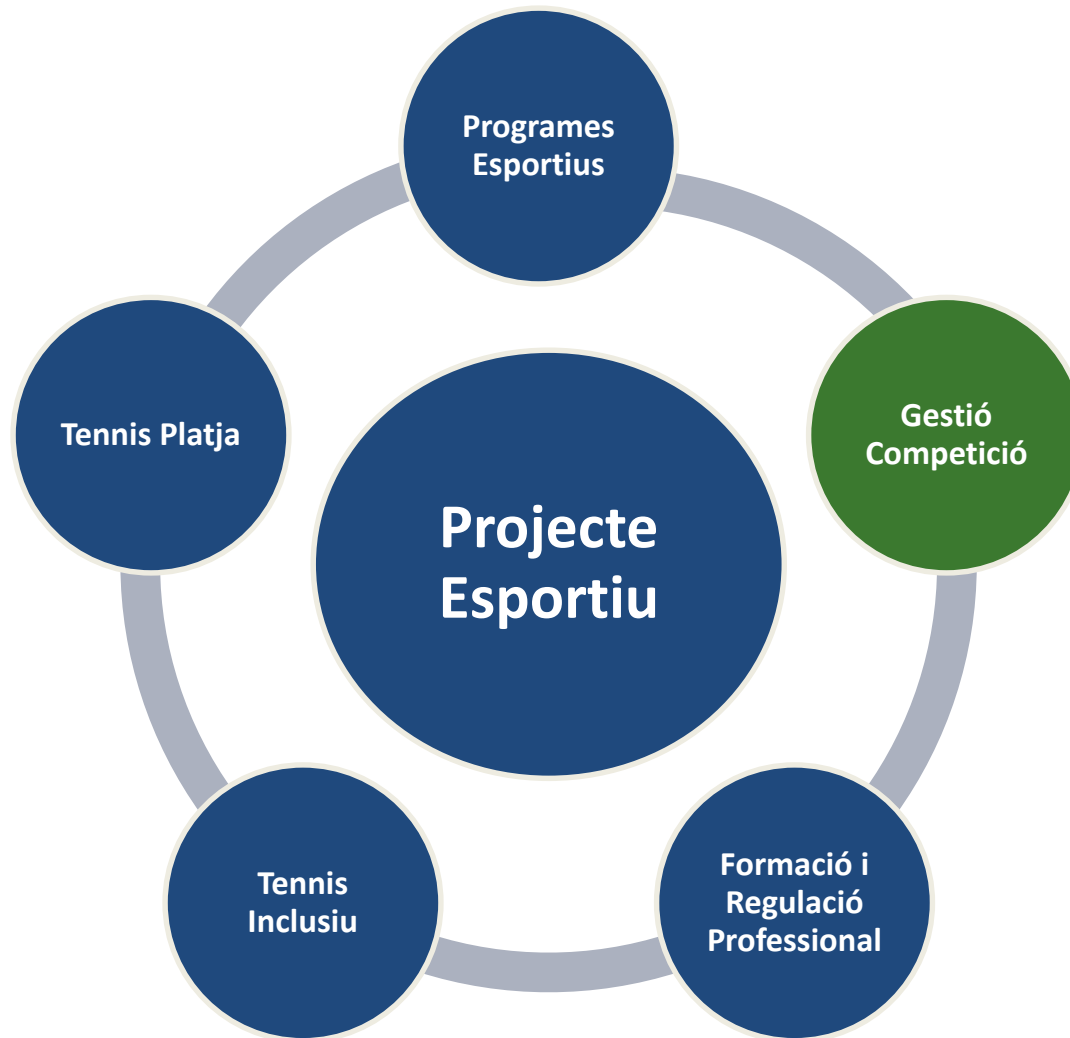 Programes
Esportius
Gestió
Competició
Formació i
Regulació
Professional
Tennis
Inclusiu
Tennis Platja
Projecte
Esportiu